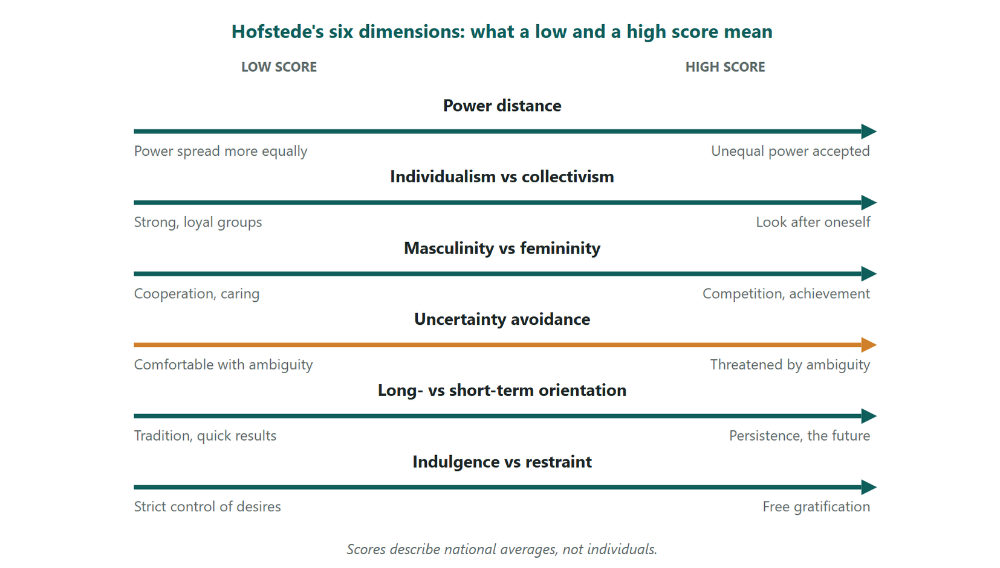 Hofstede's six dimensions: what a low and a high score mean
LOW SCORE
HIGH SCORE
Power distance
Power spread more equally
Unequal power accepted
Individualism vs collectivism
Strong, loyal groups
Look after oneself
Masculinity vs femininity
Cooperation, caring
Competition, achievement
Uncertainty avoidance
Comfortable with ambiguity
Threatened by ambiguity
Long- vs short-term orientation
Tradition, quick results
Persistence, the future
Indulgence vs restraint
Strict control of desires
Free gratification
Scores describe national averages, not individuals.